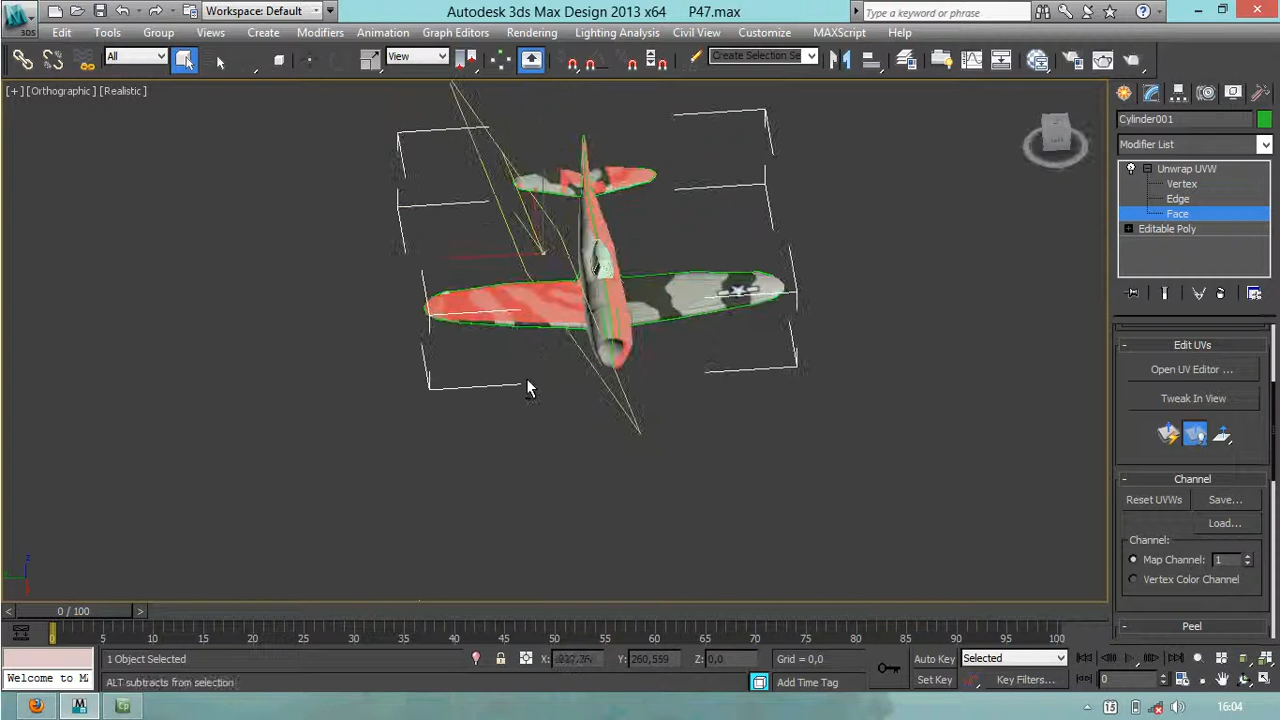 Autodesk 3ds Max Design 2013 x64 P47.max
Workspace: Default
Type a keyword or phrase
3DS
Edit Tools Group Views Create Modifiers Animation Graph Editors Rendering Lighting Analysis Civil View Customize MAXScript Help
All
View
Create Selection Se
[+] [Orthographic] [Realistic]
Cylinder001
Modifier List
Unwrap UVW
Vertex
Edge
Face
Editable Poly
Edit UVs
Open UV Editor ...
Tweak In View
Channel
Reset UVWs Save...
Load...
Channel:
Map Channel: 1
Vertex Color Channel
Peel
0 / 100
0 5 10 15 20 25 30 35 40 45 50 55 60 65 70 75 80 85 90 95 100
1 Object Selected
X: Y: 260,559 Z: 0,0 Grid = 0,0
Auto Key Selected
Welcome to M
ALT subtracts from selection
Add Time Tag
Set Key Key Filters... 0
16:04